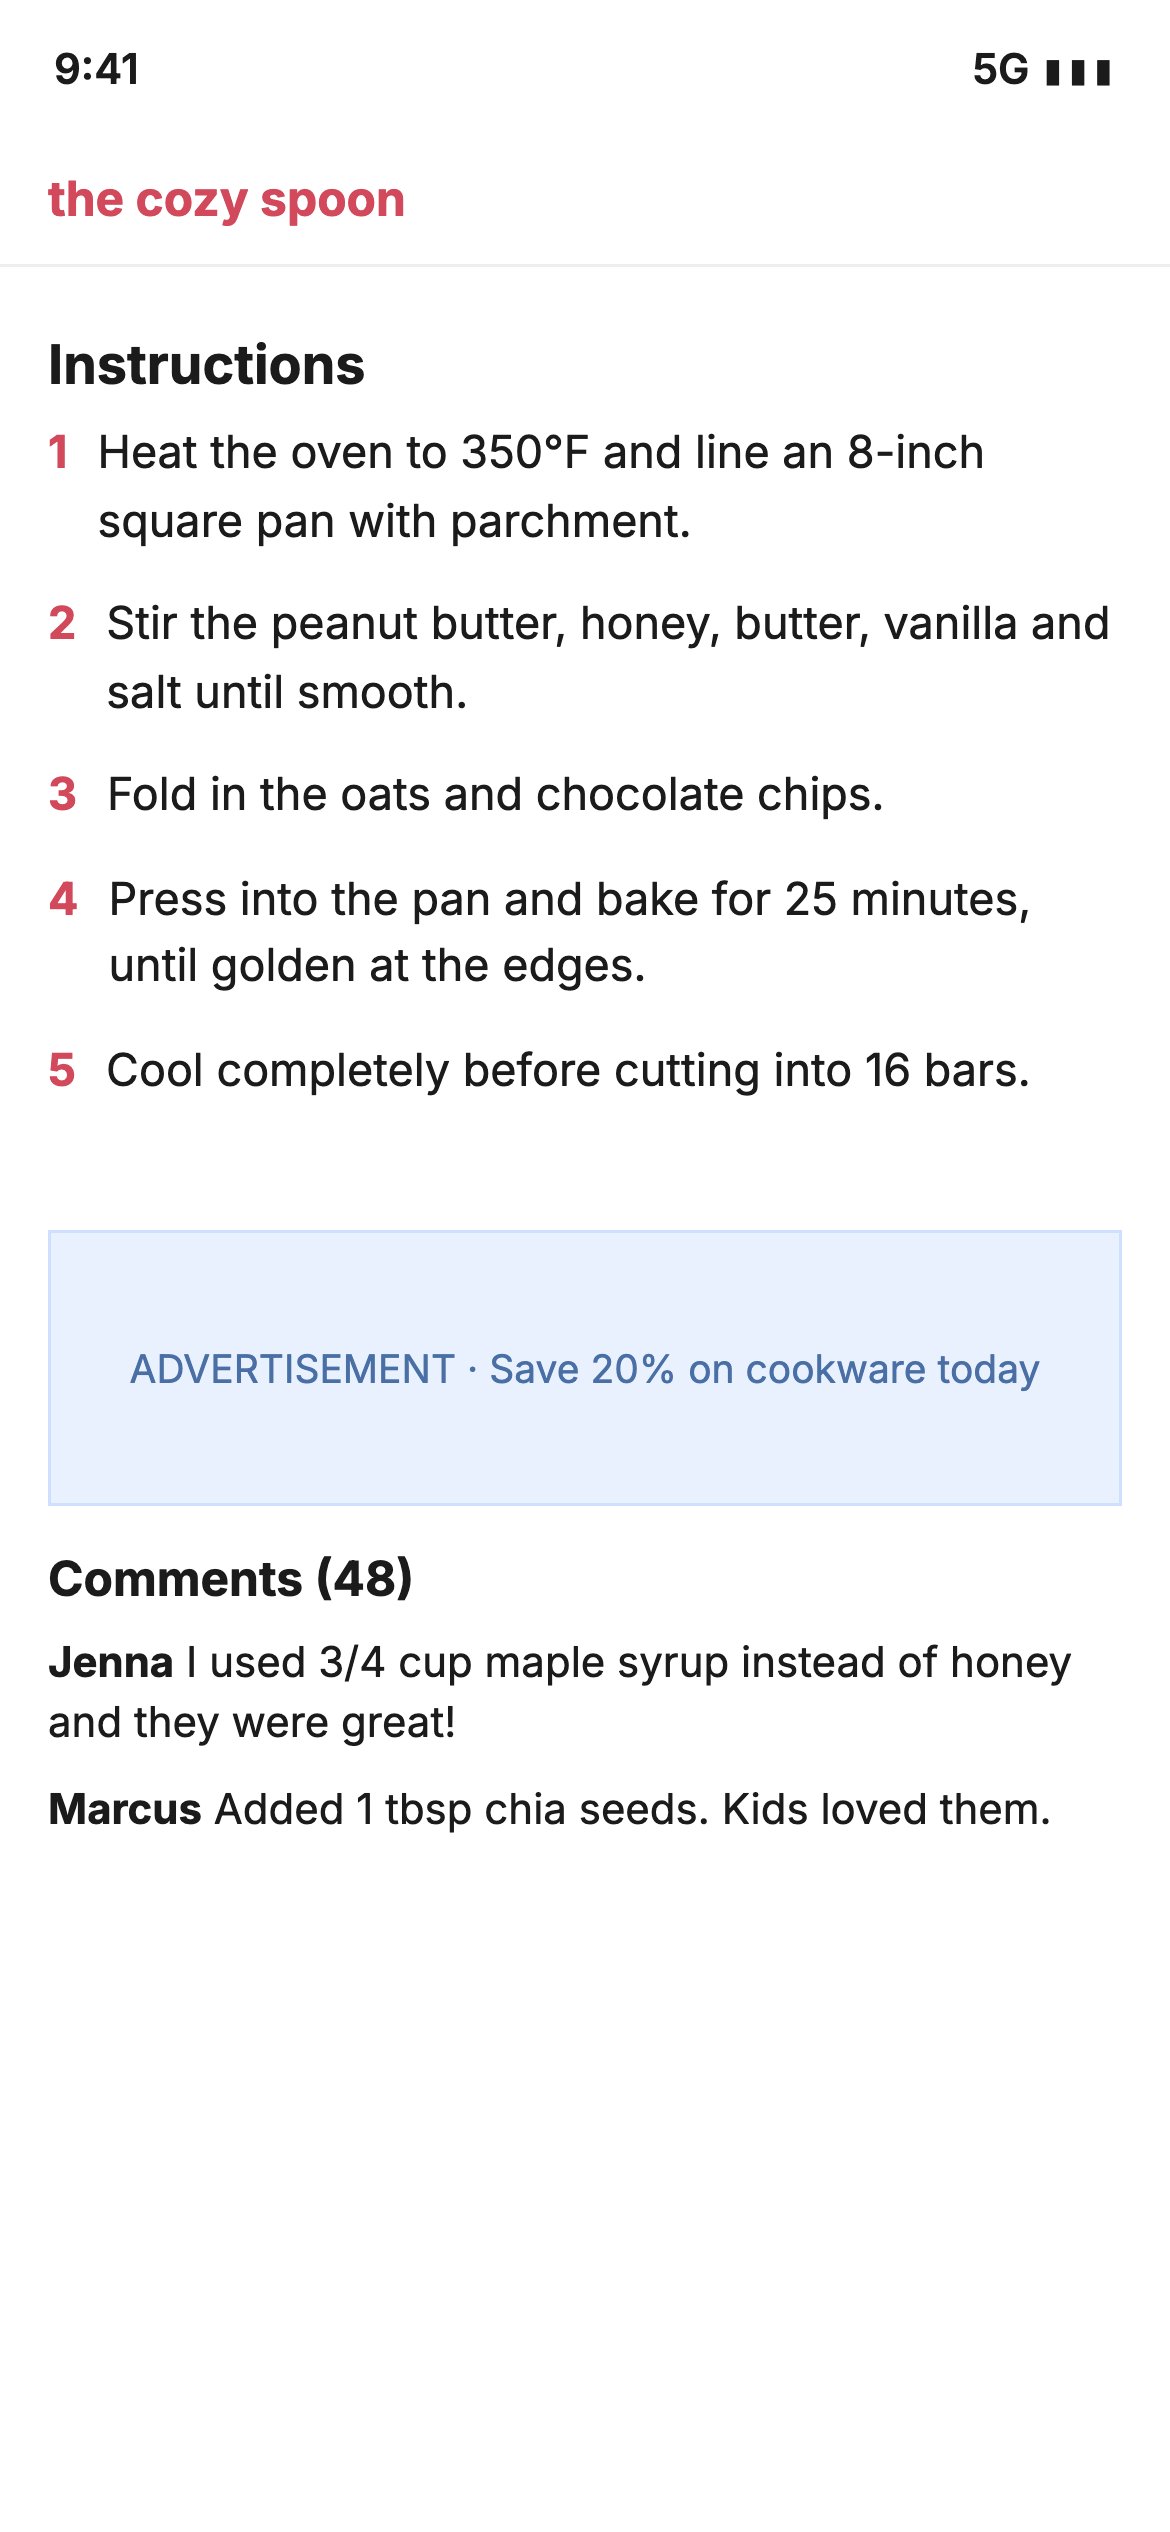 9:41 5G
the cozy spoon
Instructions
1 Heat the oven to 350°F and line an 8-inch
square pan with parchment.
2 Stir the peanut butter, honey, butter, vanilla and
salt until smooth.
3 Fold in the oats and chocolate chips.
4 Press into the pan and bake for 25 minutes,
until golden at the edges.
5 Cool completely before cutting into 16 bars.
ADVERTISEMENT · Save 20% on cookware today
Comments (48)
Jenna I used 3/4 cup maple syrup instead of honey
and they were great!
Marcus Added 1 tbsp chia seeds. Kids loved them.